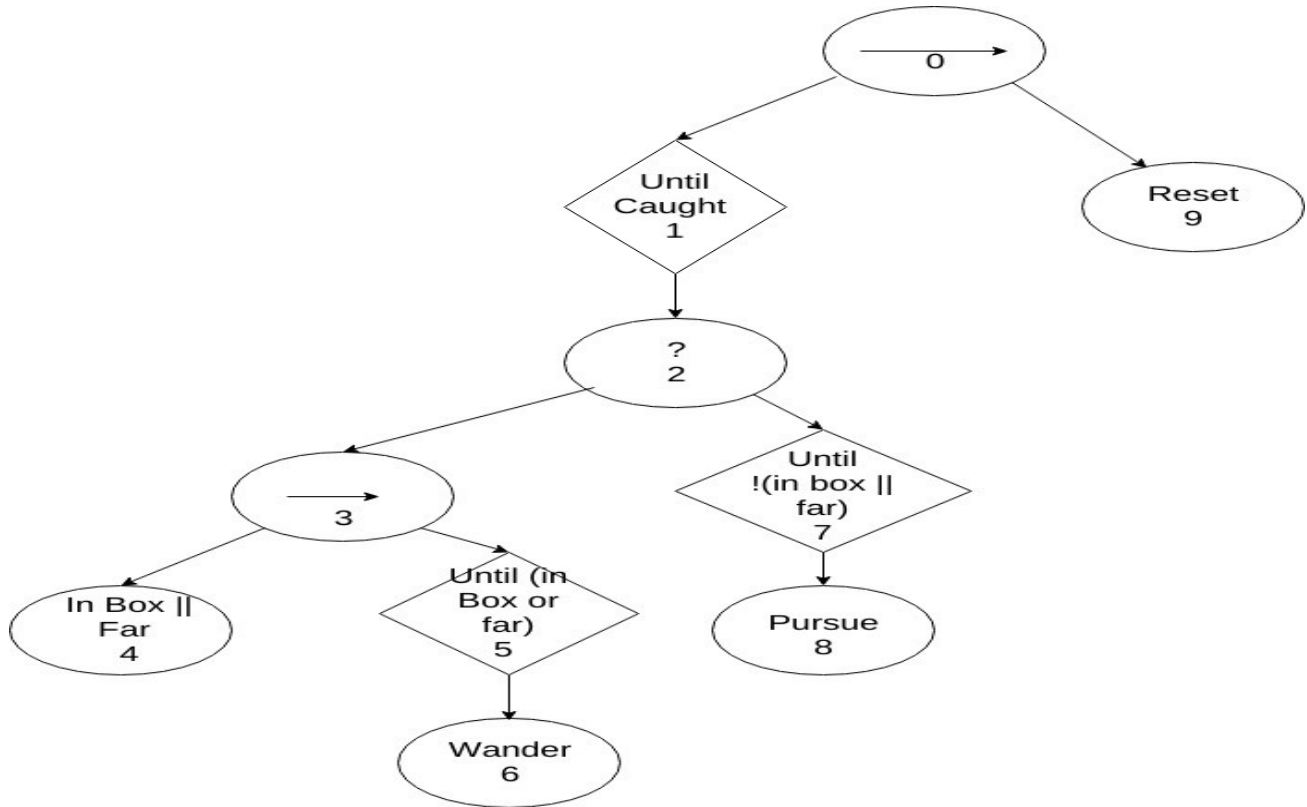 0
Until
Caught
1
Reset
9
?
2
3
Until
!(in box ||
far)
7
In Box ||
Far
4
Until (in
Box or
far)
5
Pursue
8
Wander
6